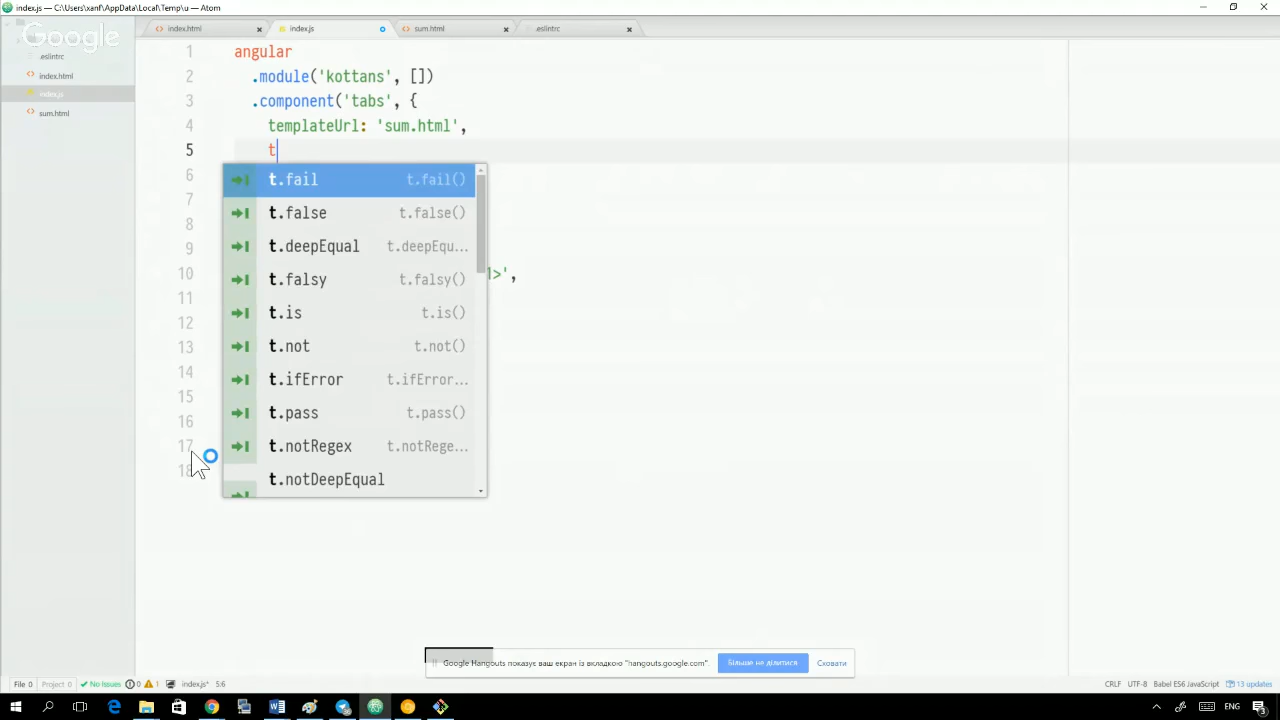 index.js — C:\Users\xanf\AppData\Local\Temp\u — Atom
index.html
index.js
sum.html
.eslintrc
Google
.eslintrc
index.html
index.js
sum.html
1 angular
2 .module('kottans', [])
3 .component('tabs', {
4 templateUrl: 'sum.html',
5 t
6 t.fail t.fail()
7 t.false t.false()
8
9 t.deepEqual t.deepEqu...
10 l>',
11 t.falsy t.falsy()
12 t.is t.is()
13 t.not t.not()
14 t.ifError t.ifError...
15
16 t.pass t.pass()
17 t.notRegex t.notRege...
18 t.notDeepEqual
Google Hangouts показує ваш екран із вкладкою "hangouts.google.com".
Більше не ділитися
Сховати
File 0 Project 0 No Issues 0 1 index.js* 5:6
CRLF UTF-8 Babel ES6 JavaScript 12 updates
ENG
3